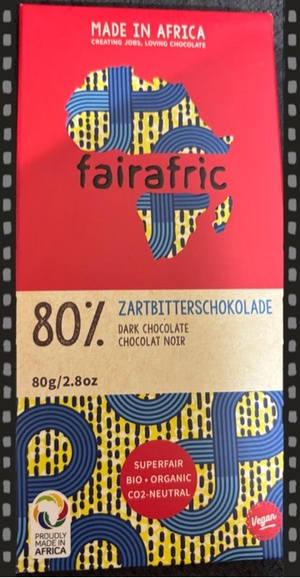 MADE IN AFRICA
CREATING JOBS, LOVING CHOCOLATE
fairafric
80%
ZARTBITTERSCHOKOLADE
DARK CHOCOLATE
CHOCOLAT NOIR
80g/2.8oz
SUPERFAIR
BIO • ORGANIC
CO2-NEUTRAL
Vegan
PROUDLY
MADE IN
AFRICA